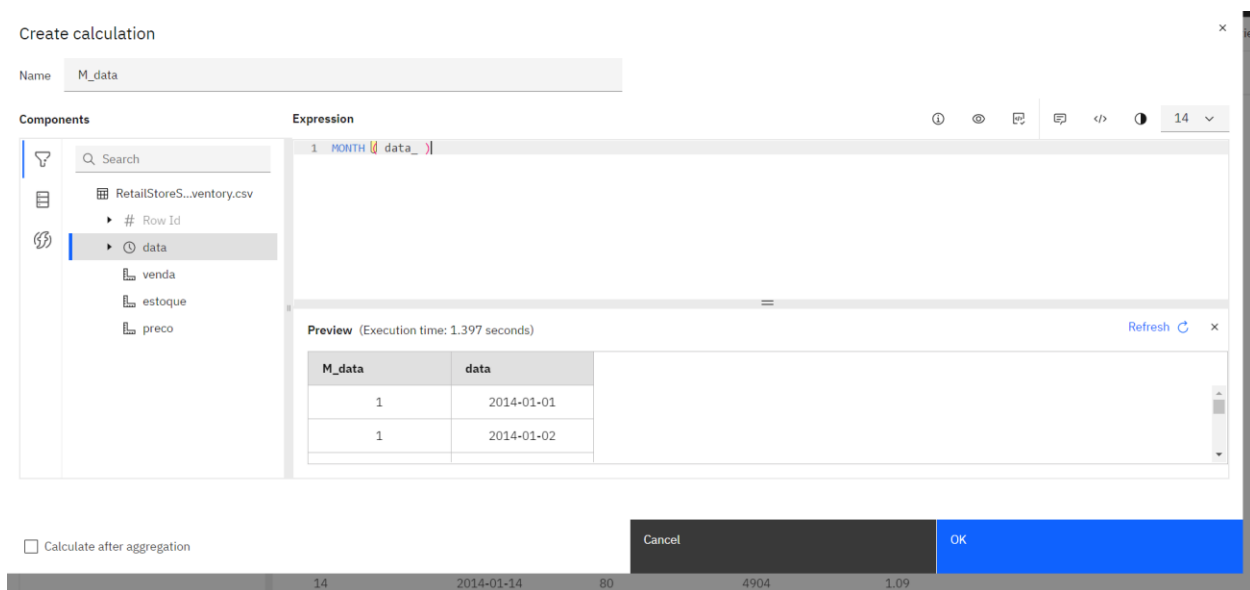 Create calculation
Name M_data
Components
Expression
14
Search
1 MONTH ( data_ )
RetailStoreS...ventory.csv
# Row Id
data
venda
estoque
preco
Preview (Execution time: 1.397 seconds)
Refresh
M_data data
1 2014-01-01
1 2014-01-02
Calculate after aggregation
Cancel
OK
14 2014-01-14 80 4904 1.09